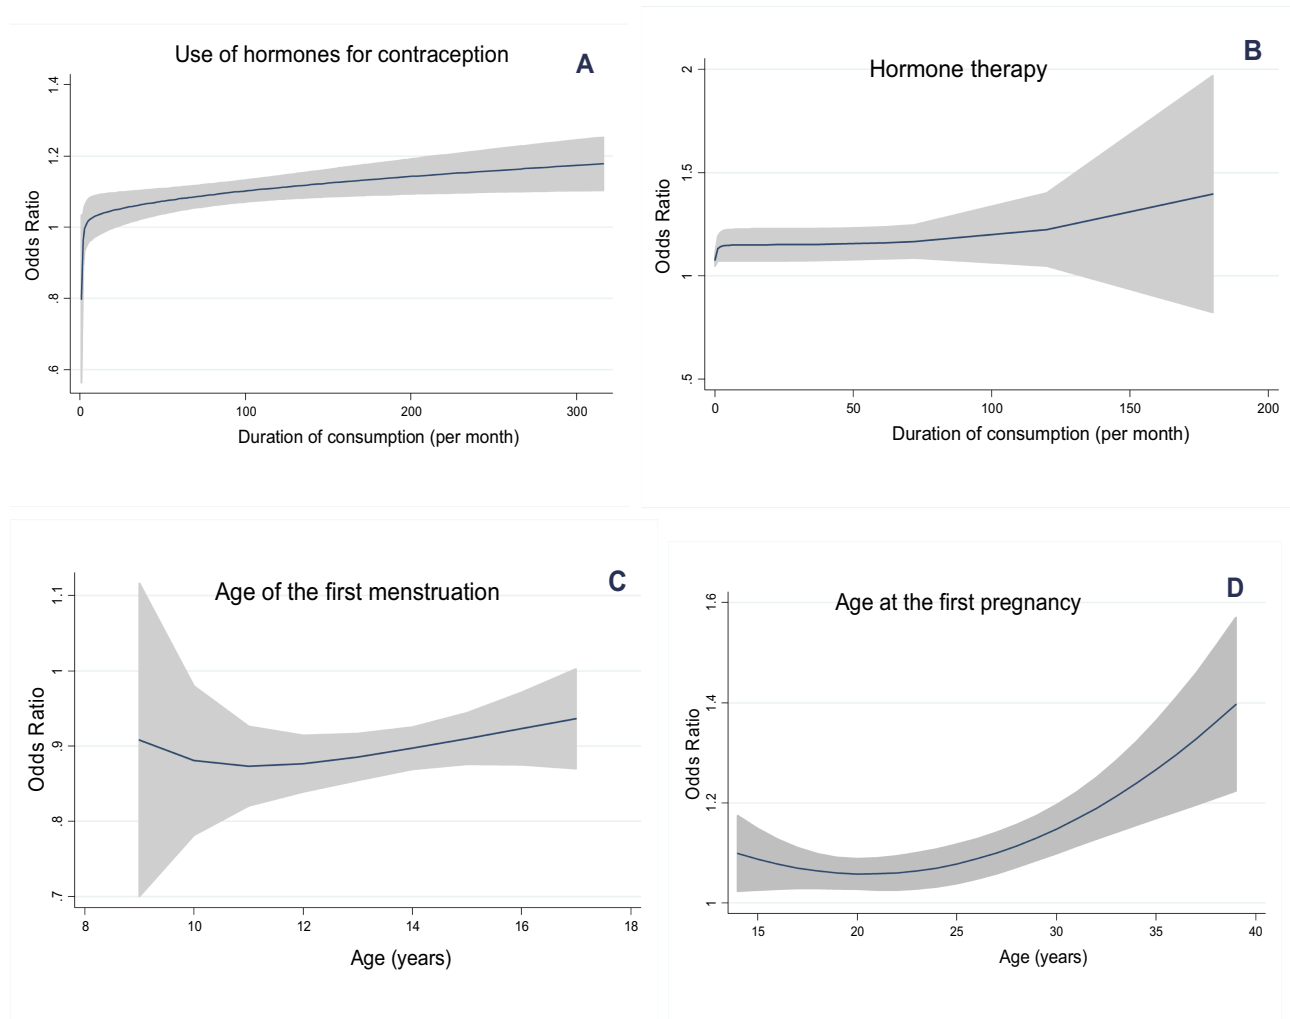 Use of hormones for contraception
A
1.4
1.2
1
.8
.6
Odds Ratio
0 100 200 300
Duration of consumption (per month)
Hormone therapy
B
2
1.5
1
.5
Odds Ratio
0 50 100 150 200
Duration of consumption (per month)
Age of the first menstruation
C
1.1
1
.9
.8
.7
Odds Ratio
8 10 12 14 16 18
Age (years)
Age at the first pregnancy
D
1.6
1.4
1.2
1
Odds Ratio
15 20 25 30 35 40
Age (years)